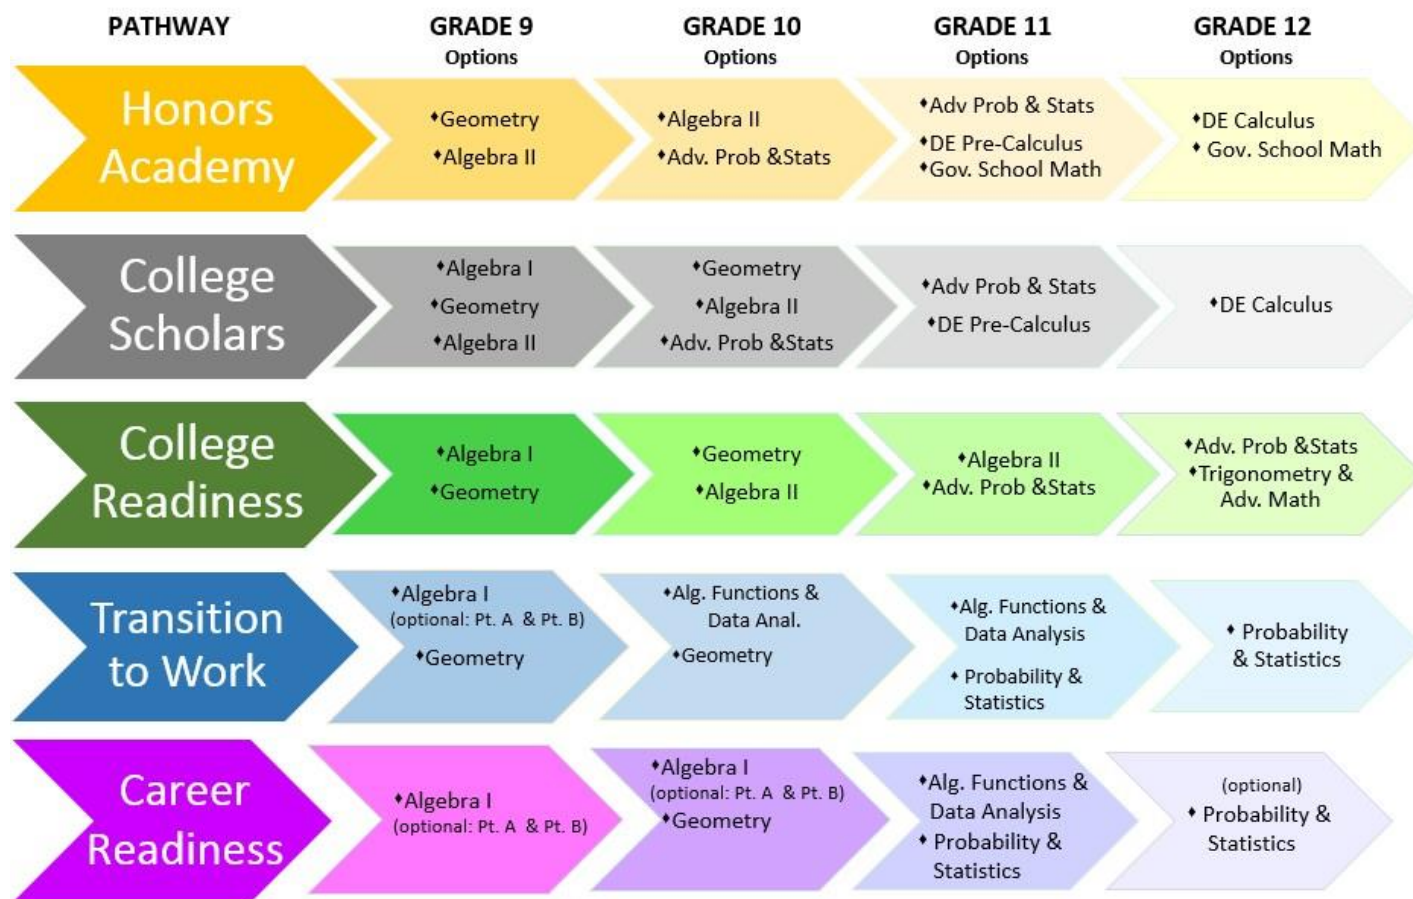 PATHWAY
GRADE 9
Options
GRADE 10
Options
GRADE 11
Options
GRADE 12
Options
Honors
Academy
♦Geometry
♦Algebra II
♦Algebra II
♦Adv. Prob &Stats
♦Adv Prob & Stats
♦DE Pre-Calculus
♦Gov. School Math
♦DE Calculus
♦ Gov. School Math
College
Scholars
♦Algebra I
♦Geometry
♦Algebra II
♦Geometry
♦Algebra II
♦Adv. Prob &Stats
♦Adv Prob & Stats
♦DE Pre-Calculus
♦DE Calculus
College
Readiness
♦Algebra I
♦Geometry
♦Geometry
♦Algebra II
♦Algebra II
♦Adv. Prob &Stats
♦Adv. Prob &Stats
♦Trigonometry &
Adv. Math
Transition
to Work
♦Algebra I
(optional: Pt. A & Pt. B)
♦Geometry
♦Alg. Functions &
Data Anal.
♦Geometry
♦Alg. Functions &
Data Analysis
♦ Probability &
Statistics
♦ Probability
& Statistics
Career
Readiness
♦Algebra I
(optional: Pt. A & Pt. B)
♦Algebra I
(optional: Pt. A & Pt. B)
♦Geometry
♦Alg. Functions &
Data Analysis
♦ Probability &
Statistics
(optional)
♦ Probability &
Statistics